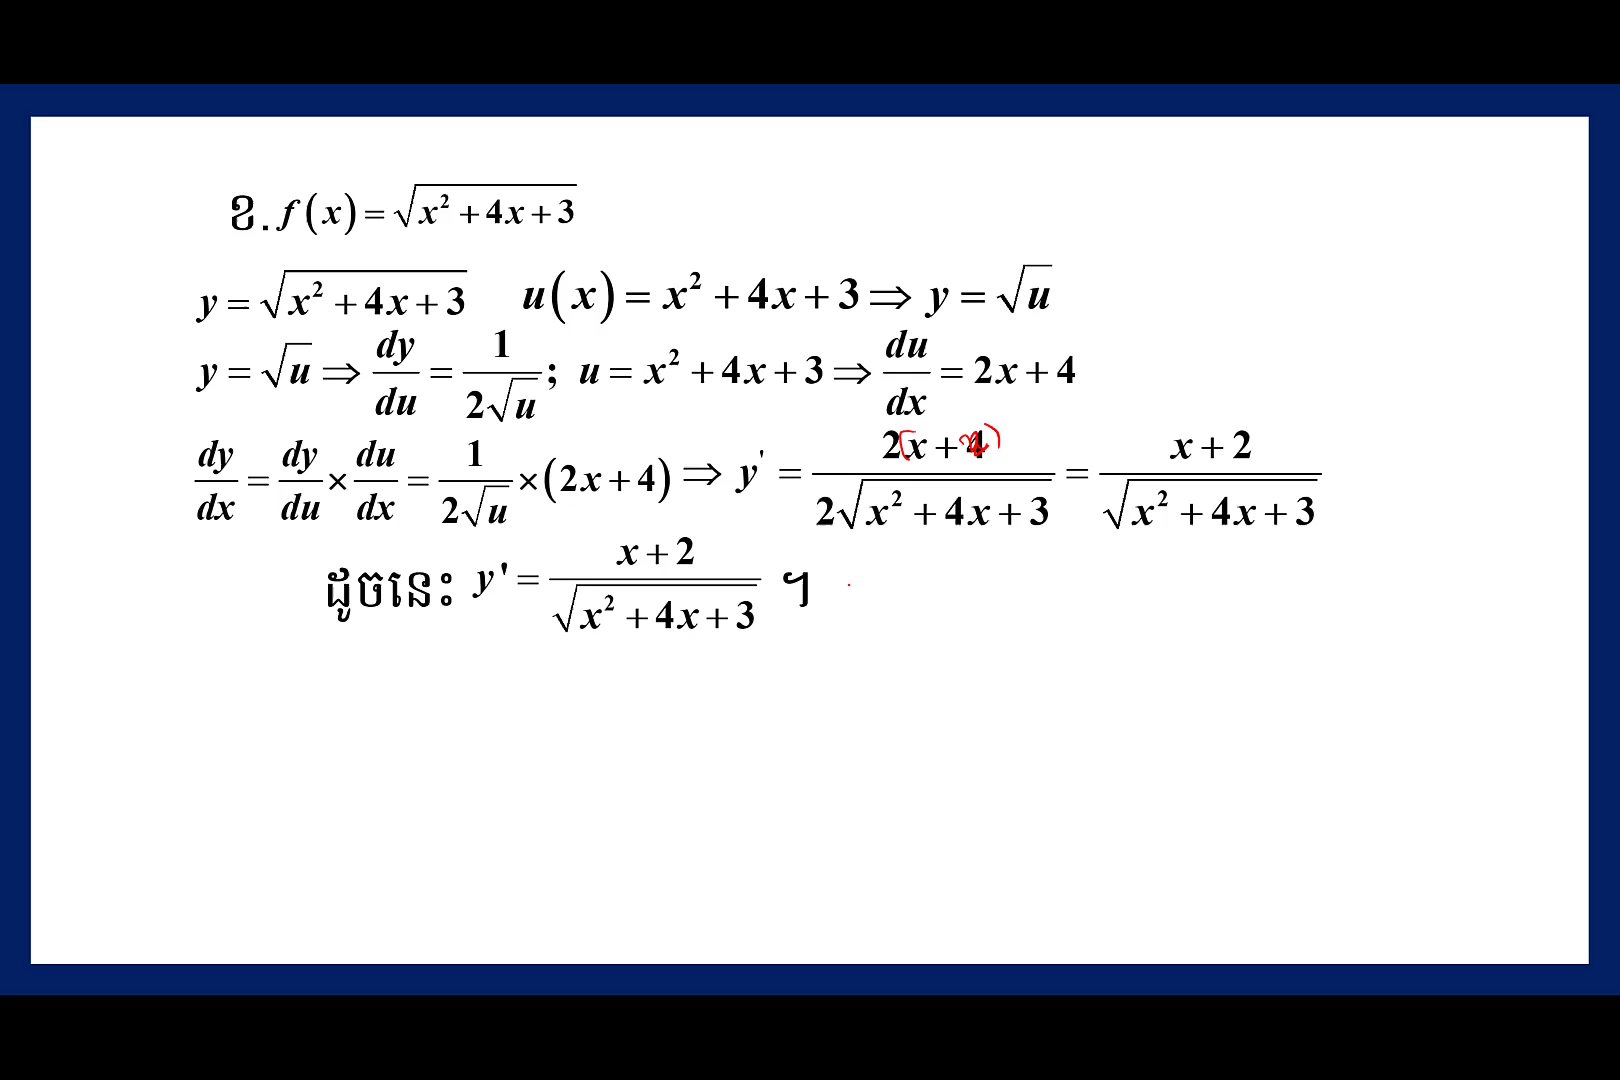 ខ. f(x) = √(x² + 4x + 3)
y = √(x² + 4x + 3) u(x) = x² + 4x + 3 ⇒ y = √u
y = √u ⇒ dy/du = 1/(2√u); u = x² + 4x + 3 ⇒ du/dx = 2x + 4
dy/dx = dy/du × du/dx = 1/(2√u) × (2x + 4) ⇒ y' = (2x + 4)/(2√(x² + 4x + 3)) = (x + 2)/√(x² + 4x + 3)
ដូចនេះ y' = (x + 2)/√(x² + 4x + 3) ។